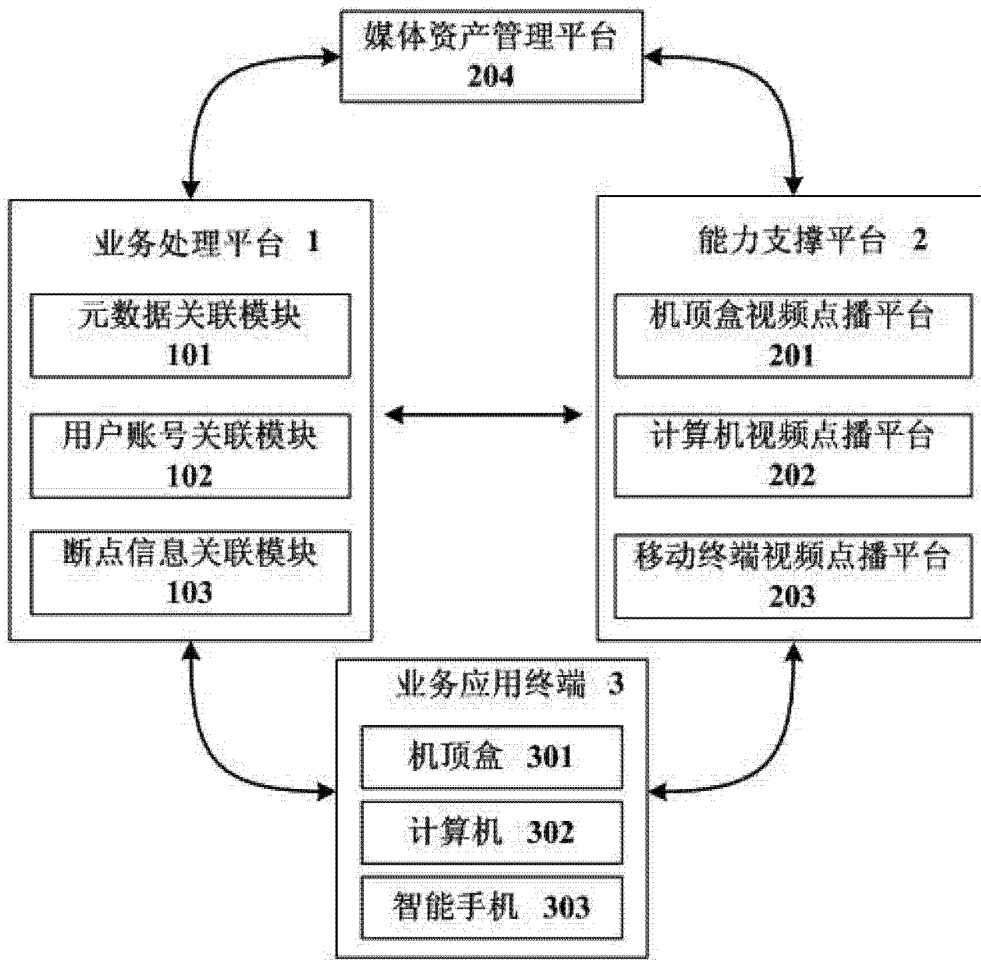 媒体资产管理平台
204
业务处理平台 1
元数据关联模块
101
用户账号关联模块
102
断点信息关联模块
103
能力支撑平台 2
机顶盒视频点播平台
201
计算机视频点播平台
202
移动终端视频点播平台
203
业务应用终端 3
机顶盒 301
计算机 302
智能手机 303